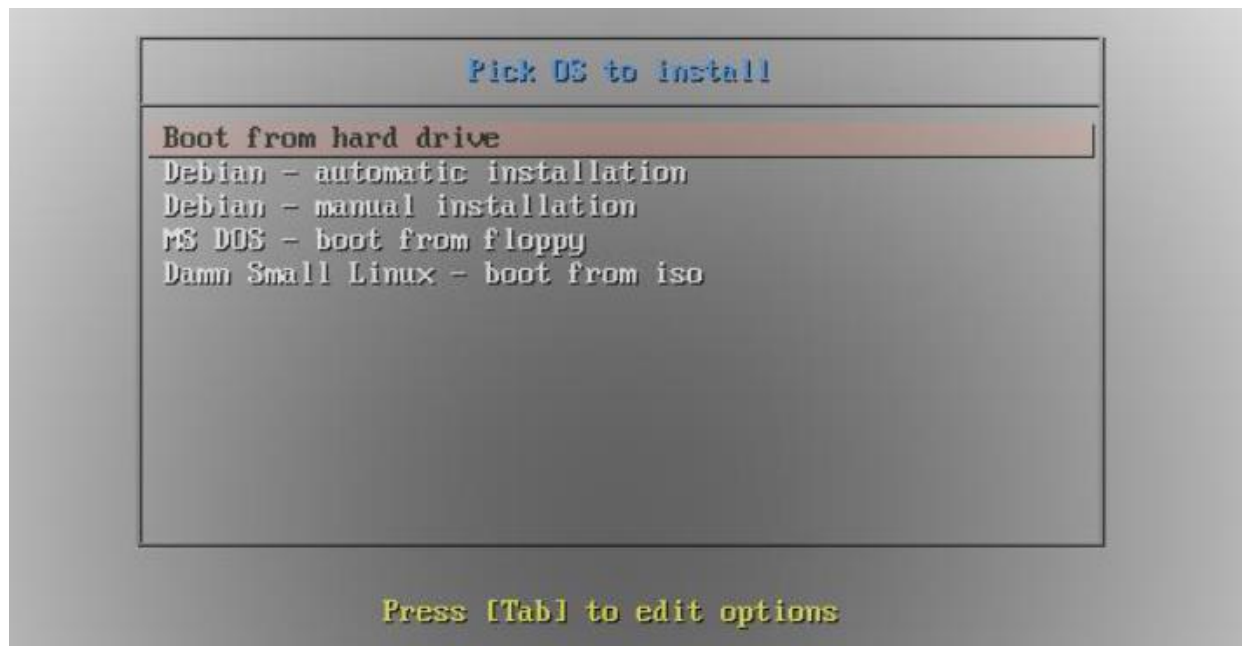 Pick OS to install
Boot from hard drive
Debian - automatic installation
Debian - manual installation
MS DOS - boot from floppy
Damn Small Linux - boot from iso
Press [Tab] to edit options